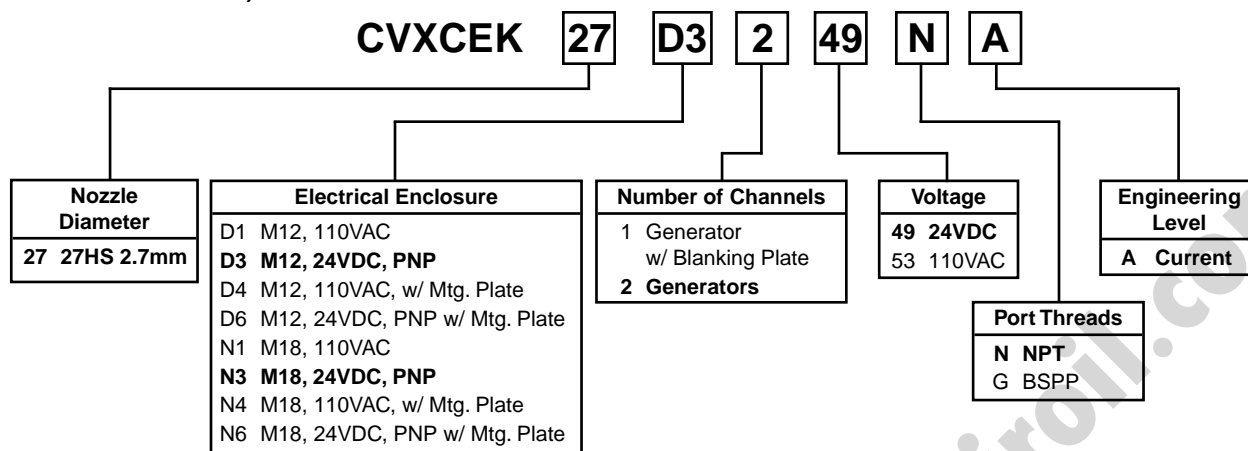 CVXCEK 27 D3 2 49 N A
Nozzle
Diameter
27 27HS 2.7mm
Electrical Enclosure
D1 M12, 110VAC
D3 M12, 24VDC, PNP
D4 M12, 110VAC, w/ Mtg. Plate
D6 M12, 24VDC, PNP w/ Mtg. Plate
N1 M18, 110VAC
N3 M18, 24VDC, PNP
N4 M18, 110VAC, w/ Mtg. Plate
N6 M18, 24VDC, PNP w/ Mtg. Plate
Number of Channels
1 Generator
w/ Blanking Plate
2 Generators
Voltage
49 24VDC
53 110VAC
Port Threads
N NPT
G BSPP
Engineering
Level
A Current